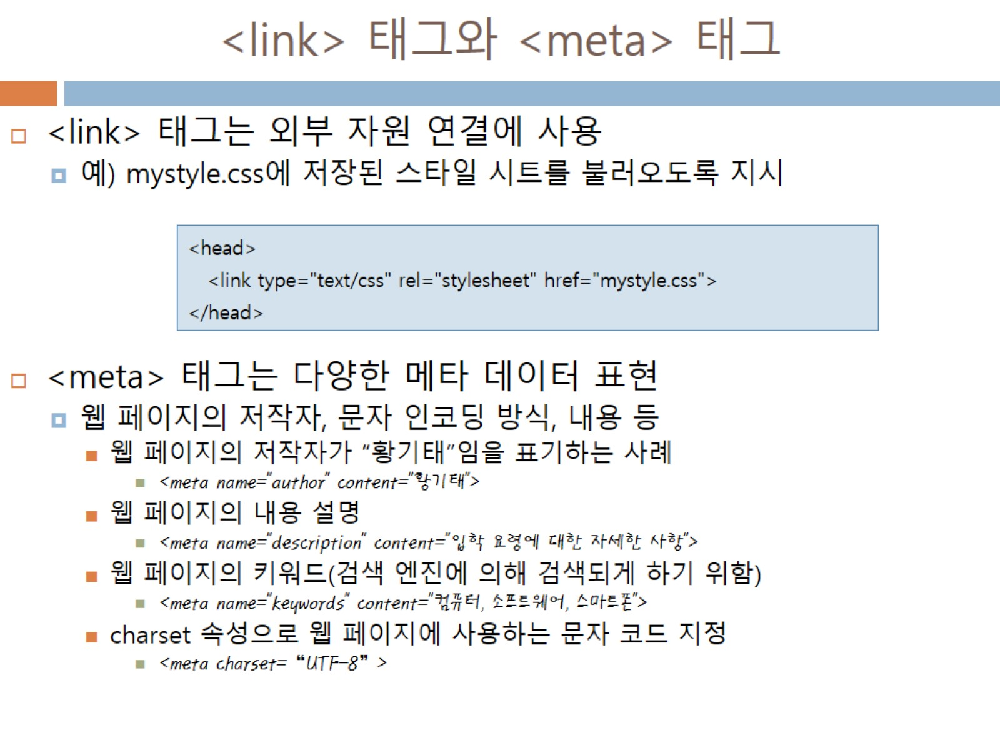 <link> 태그와 <meta> 태그
<link> 태그는 외부 자원 연결에 사용
예) mystyle.css에 저장된 스타일 시트를 불러오도록 지시
<head>
<link type="text/css" rel="stylesheet" href="mystyle.css">
</head>
<meta> 태그는 다양한 메타 데이터 표현
웹 페이지의 저작자, 문자 인코딩 방식, 내용 등
웹 페이지의 저작자가 “황기태”임을 표기하는 사례
<meta name="author" content="황기태">
웹 페이지의 내용 설명
<meta name="description" content="입학 요령에 대한 자세한 사항">
웹 페이지의 키워드(검색 엔진에 의해 검색되게 하기 위함)
<meta name="keywords" content="컴퓨터, 소프트웨어, 스마트폰">
charset 속성으로 웹 페이지에 사용하는 문자 코드 지정
<meta charset= “UTF-8” >